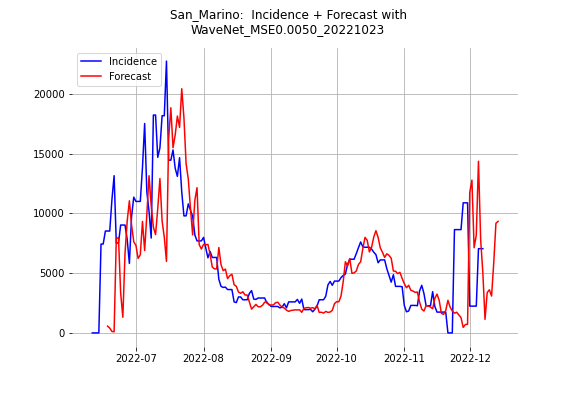 San_Marino:  Incidence + Forecast with
WaveNet_MSE0.0050_20221023
Incidence
Forecast
20000
15000
10000
5000
0
2022-07
2022-08
2022-09
2022-10
2022-11
2022-12